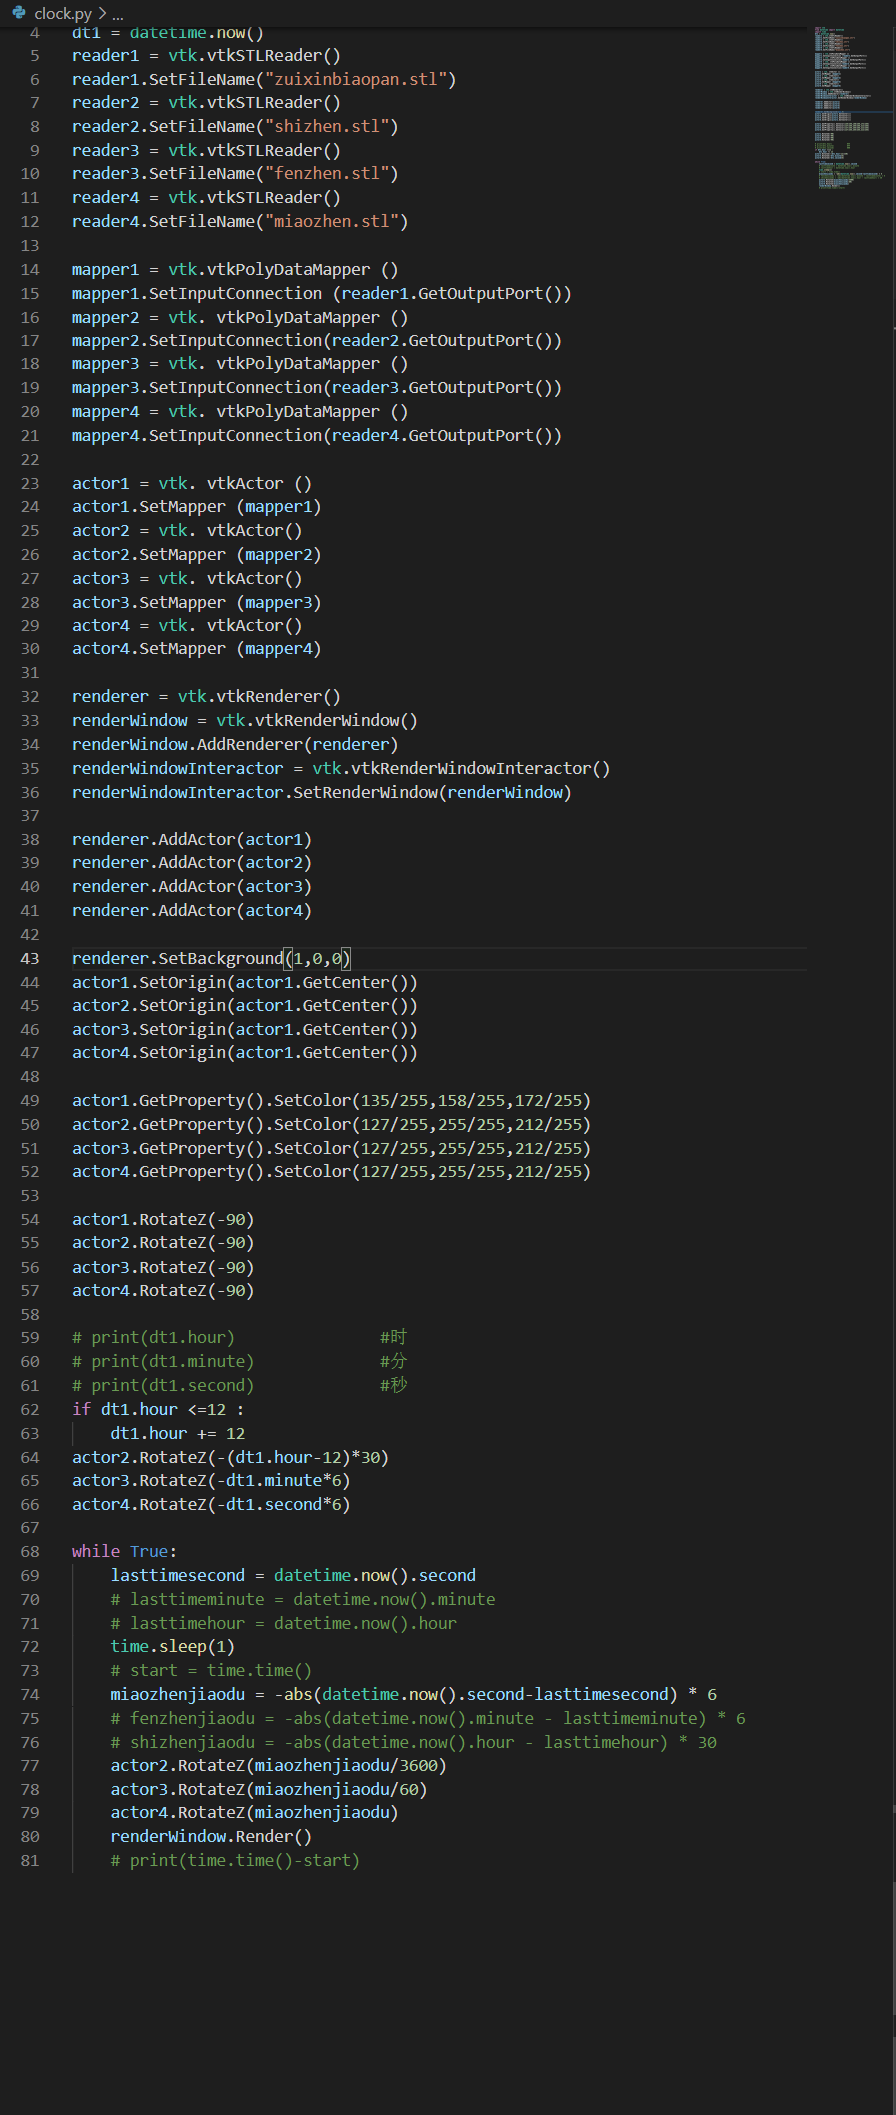 clock.py > ...
4 dt1 = datetime.now()
5 reader1 = vtk.vtkSTLReader()
6 reader1.SetFileName("zuixinbiaopan.stl")
7 reader2 = vtk.vtkSTLReader()
8 reader2.SetFileName("shizhen.stl")
9 reader3 = vtk.vtkSTLReader()
10 reader3.SetFileName("fenzhen.stl")
11 reader4 = vtk.vtkSTLReader()
12 reader4.SetFileName("miaozhen.stl")
13
14 mapper1 = vtk.vtkPolyDataMapper ()
15 mapper1.SetInputConnection (reader1.GetOutputPort())
16 mapper2 = vtk. vtkPolyDataMapper ()
17 mapper2.SetInputConnection(reader2.GetOutputPort())
18 mapper3 = vtk. vtkPolyDataMapper ()
19 mapper3.SetInputConnection(reader3.GetOutputPort())
20 mapper4 = vtk. vtkPolyDataMapper ()
21 mapper4.SetInputConnection(reader4.GetOutputPort())
22
23 actor1 = vtk. vtkActor ()
24 actor1.SetMapper (mapper1)
25 actor2 = vtk. vtkActor()
26 actor2.SetMapper (mapper2)
27 actor3 = vtk. vtkActor()
28 actor3.SetMapper (mapper3)
29 actor4 = vtk. vtkActor()
30 actor4.SetMapper (mapper4)
31
32 renderer = vtk.vtkRenderer()
33 renderWindow = vtk.vtkRenderWindow()
34 renderWindow.AddRenderer(renderer)
35 renderWindowInteractor = vtk.vtkRenderWindowInteractor()
36 renderWindowInteractor.SetRenderWindow(renderWindow)
37
38 renderer.AddActor(actor1)
39 renderer.AddActor(actor2)
40 renderer.AddActor(actor3)
41 renderer.AddActor(actor4)
42
43 renderer.SetBackground(1,0,0)
44 actor1.SetOrigin(actor1.GetCenter())
45 actor2.SetOrigin(actor1.GetCenter())
46 actor3.SetOrigin(actor1.GetCenter())
47 actor4.SetOrigin(actor1.GetCenter())
48
49 actor1.GetProperty().SetColor(135/255,158/255,172/255)
50 actor2.GetProperty().SetColor(127/255,255/255,212/255)
51 actor3.GetProperty().SetColor(127/255,255/255,212/255)
52 actor4.GetProperty().SetColor(127/255,255/255,212/255)
53
54 actor1.RotateZ(-90)
55 actor2.RotateZ(-90)
56 actor3.RotateZ(-90)
57 actor4.RotateZ(-90)
58
59 # print(dt1.hour) #时
60 # print(dt1.minute) #分
61 # print(dt1.second) #秒
62 if dt1.hour <=12 :
63 dt1.hour += 12
64 actor2.RotateZ(-(dt1.hour-12)*30)
65 actor3.RotateZ(-dt1.minute*6)
66 actor4.RotateZ(-dt1.second*6)
67
68 while True:
69 lasttimesecond = datetime.now().second
70 # lasttimeminute = datetime.now().minute
71 # lasttimehour = datetime.now().hour
72 time.sleep(1)
73 # start = time.time()
74 miaozhenjiaodu = -abs(datetime.now().second-lasttimesecond) * 6
75 # fenzhenjiaodu = -abs(datetime.now().minute - lasttimeminute) * 6
76 # shizhenjiaodu = -abs(datetime.now().hour - lasttimehour) * 30
77 actor2.RotateZ(miaozhenjiaodu/3600)
78 actor3.RotateZ(miaozhenjiaodu/60)
79 actor4.RotateZ(miaozhenjiaodu)
80 renderWindow.Render()
81 # print(time.time()-start)